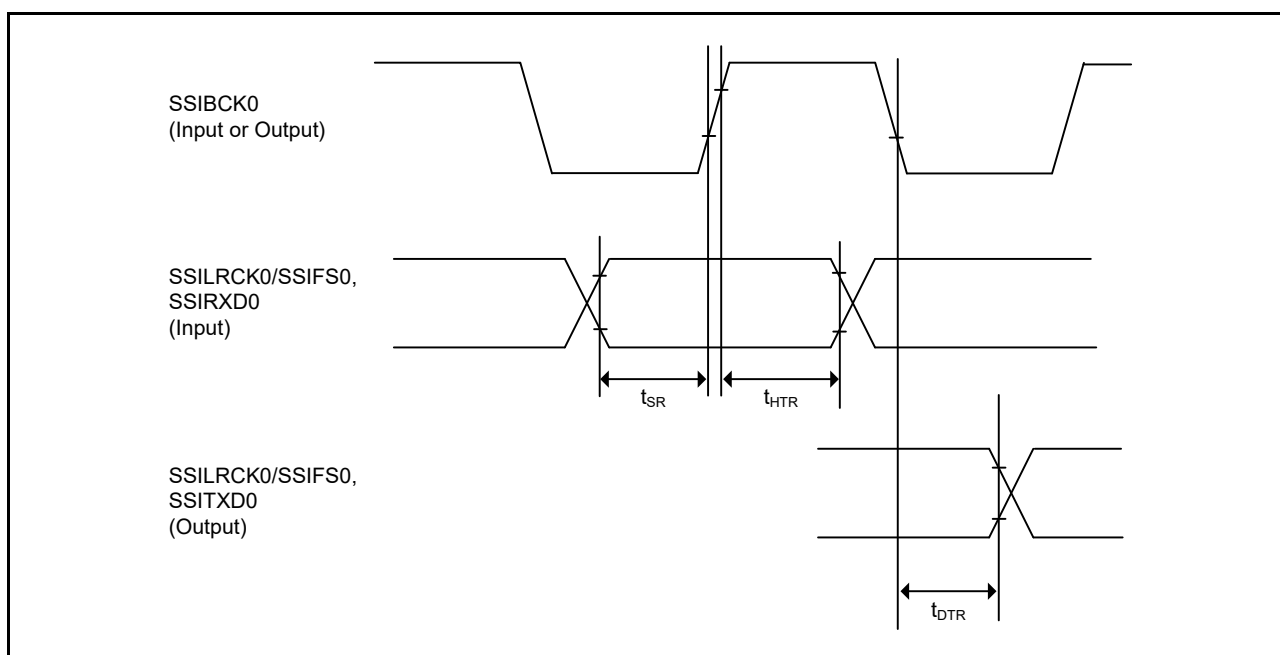 SSIBCK0
(Input or Output)
SSILRCK0/SSIFS0,
SSIRXD0
(Input)
tSR
tHTR
SSILRCK0/SSIFS0,
SSITXD0
(Output)
tDTR